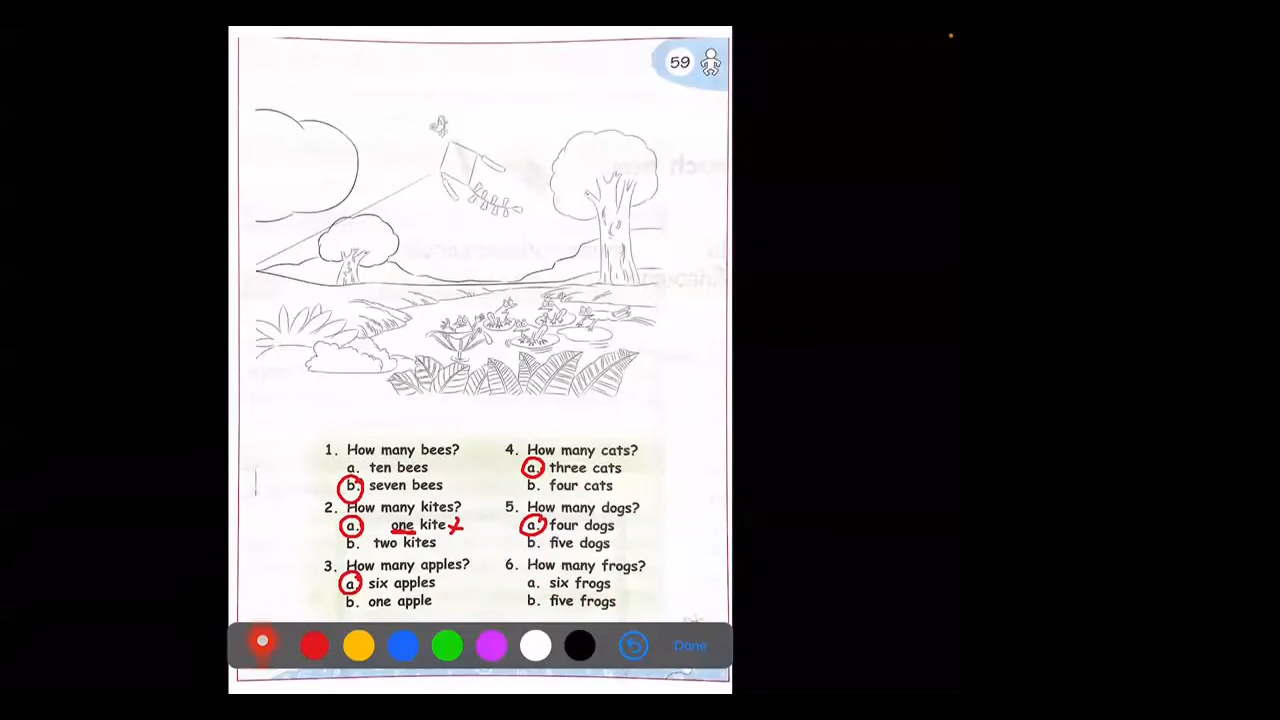 59
1. How many bees?
a. ten bees
b. seven bees
2. How many kites?
a. one kite
b. two kites
3. How many apples?
a. six apples
b. one apple
4. How many cats?
a. three cats
b. four cats
5. How many dogs?
a. four dogs
b. five dogs
6. How many frogs?
a. six frogs
b. five frogs
Done